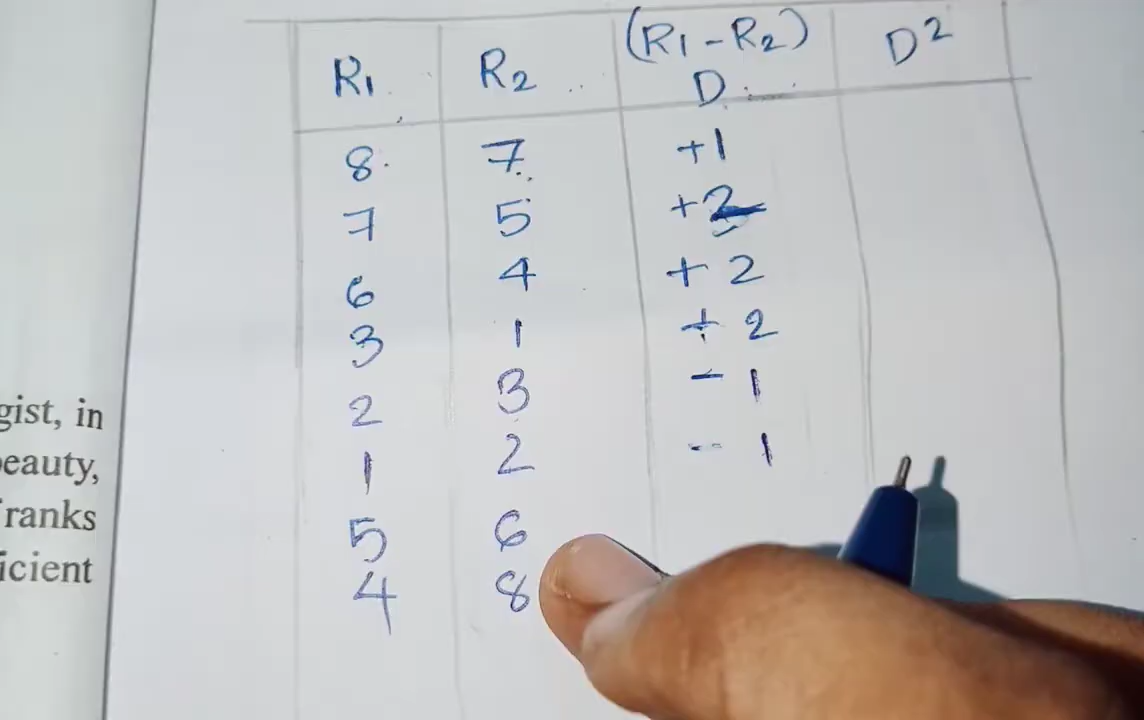 (R1 - R2)
R1 R2 D D²
8 7 +1
7 5 +2
6 4 +2
3 1 +2
2 3 -1
1 2 -1
5 6
4 8
gist, in
beauty,
ranks
icient